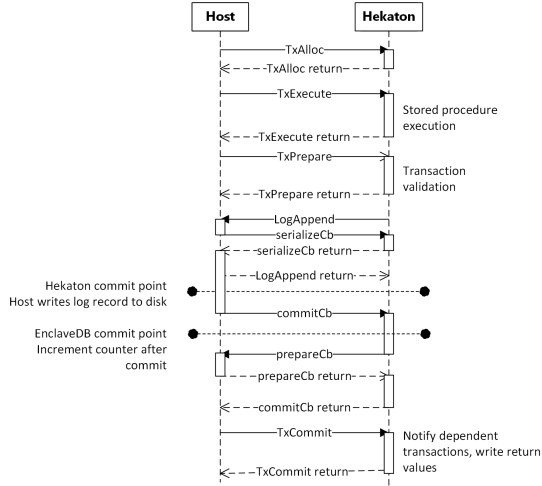 Host
Hekaton
TxAlloc
TxAlloc return
TxExecute
Stored procedure
execution
TxExecute return
TxPrepare
Transaction
validation
TxPrepare return
LogAppend
serializeCb
serializeCb return
LogAppend return
Hekaton commit point
Host writes log record to disk
commitCb
EnclaveDB commit point
Increment counter after
commit
prepareCb
prepareCb return
commitCb return
TxCommit
Notify dependent
transactions, write return
values
TxCommit return